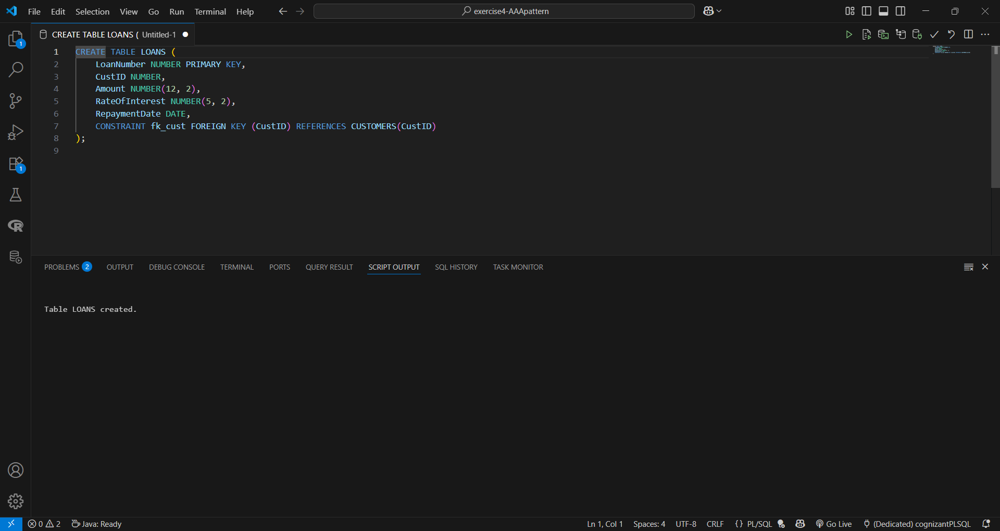 File Edit Selection View Go Run Terminal Help
exercise4-AAApattern
CREATE TABLE LOANS ( Untitled-1
1 CREATE TABLE LOANS (
2     LoanNumber NUMBER PRIMARY KEY,
3     CustID NUMBER,
4     Amount NUMBER(12, 2),
5     RateOfInterest NUMBER(5, 2),
6     RepaymentDate DATE,
7     CONSTRAINT fk_cust FOREIGN KEY (CustID) REFERENCES CUSTOMERS(CustID)
8 );
9
1
1
PROBLEMS 2 OUTPUT DEBUG CONSOLE TERMINAL PORTS QUERY RESULT SCRIPT OUTPUT SQL HISTORY TASK MONITOR
Table LOANS created.
0 2 Java: Ready Ln 1, Col 1 Spaces: 4 UTF-8 CRLF {} PL/SQL Go Live (Dedicated) cognizantPLSQL